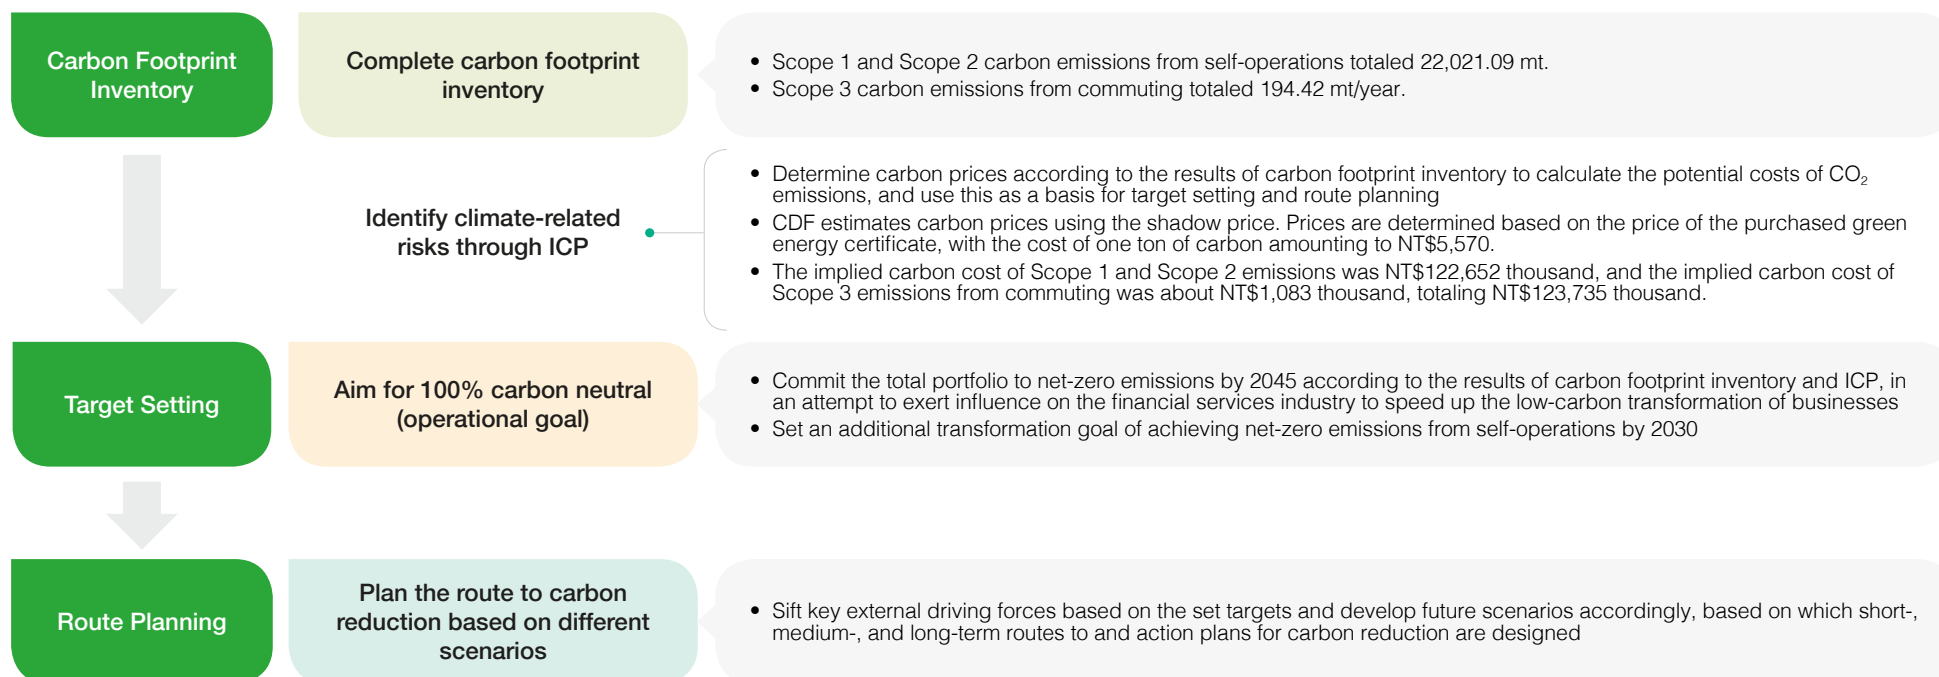 Carbon Footprint
Inventory
Complete carbon footprint
inventory
• Scope 1 and Scope 2 carbon emissions from self-operations totaled 22,021.09 mt.
• Scope 3 carbon emissions from commuting totaled 194.42 mt/year.
Identify climate-related
risks through ICP
• Determine carbon prices according to the results of carbon footprint inventory to calculate the potential costs of CO₂
emissions, and use this as a basis for target setting and route planning
• CDF estimates carbon prices using the shadow price. Prices are determined based on the price of the purchased green
energy certificate, with the cost of one ton of carbon amounting to NT$5,570.
• The implied carbon cost of Scope 1 and Scope 2 emissions was NT$122,652 thousand, and the implied carbon cost of
Scope 3 emissions from commuting was about NT$1,083 thousand, totaling NT$123,735 thousand.
Target Setting
Aim for 100% carbon neutral
(operational goal)
• Commit the total portfolio to net-zero emissions by 2045 according to the results of carbon footprint inventory and ICP, in
an attempt to exert influence on the financial services industry to speed up the low-carbon transformation of businesses
• Set an additional transformation goal of achieving net-zero emissions from self-operations by 2030
Route Planning
Plan the route to carbon
reduction based on different
scenarios
• Sift key external driving forces based on the set targets and develop future scenarios accordingly, based on which short-,
medium-, and long-term routes to and action plans for carbon reduction are designed